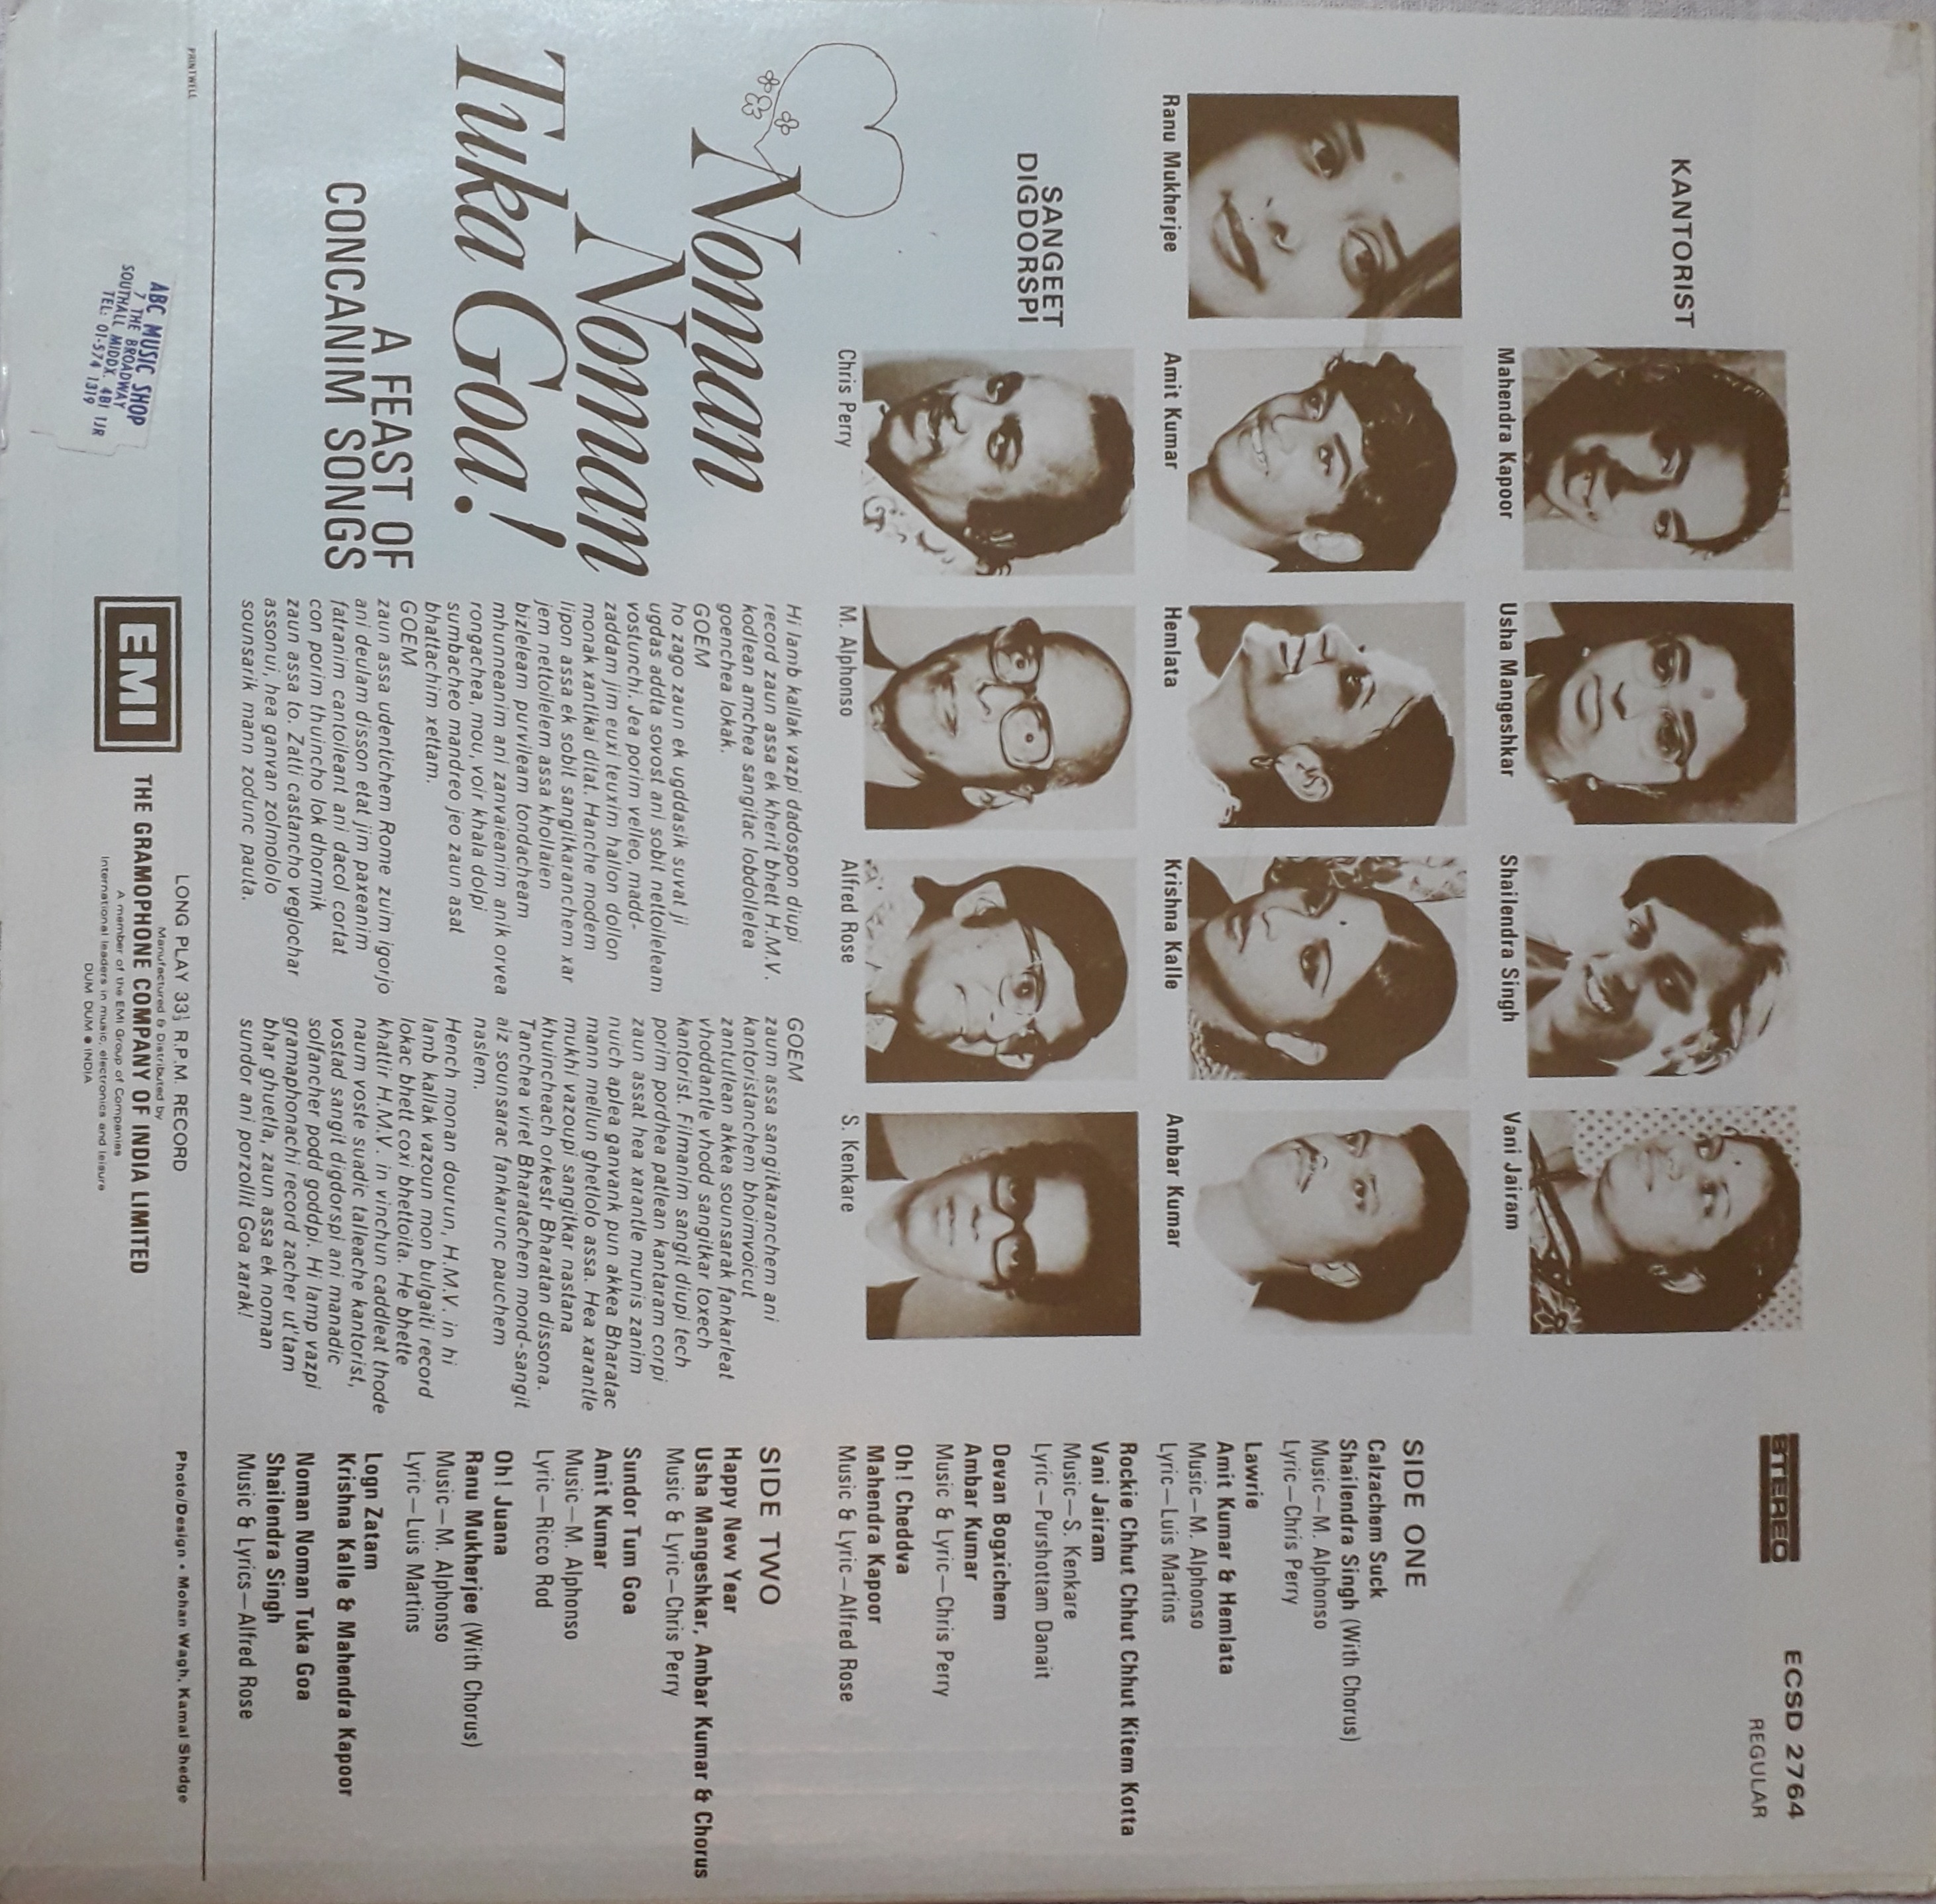 STEREO
ECSD 2764
REGULAR
KANTORIST
Mahendra Kapoor
Usha Mangeshkar
Shailendra Singh
Vani Jairam
Ranu Mukherjee
Amit Kumar
Hemlata
Krishna Kalle
Ambar Kumar
SANGEET
DIGDORSPI
Chris Perry
M. Alphonso
Alfred Rose
S. Kenkare
Noman
Noman
Tuka Goa!
A FEAST OF
CONCANIM SONGS
Hi lamb kallak vazpi dadospon diupi
record zaun assa ek kherit bhett H.M.V.
kodlean amchea sangitac lobdollelea
goenchea lokak.
GOEM
ho zago zaun ek ugddasik suvat ji
ugdas addta sovost ani sobit nettoileleam
vostunchi. Jea porim velleo, madd-
zaddam jim euxi teuxim hallon dollon
monak xantikai ditat. Hanche modem
lipon assa ek sobit sangitkaranchem xar
jem nettoilelem assa khollaien
bizleleam purvileam tondacheam
mhunneanim ani zanvaieanim anik orvea
rongachea, mou, voir khala dolpi
sumbacheo mandreo jeo zaun asat
bhattachim xettam.
GOEM
zaun assa udentichem Rome zuim igorjo
ani deulam disson etat jim paxeanim
fatranim cantoileant ani dacol cortat
con porim thuincho lok dhormik
zaun assa to. Zatti castancho veglochar
assonui, hea ganvan zolmololo
sounsarik mann zodunc pauta.
GOEM
zaum assa sangitkaranchem ani
kantoristanchem bhoimvoicut
zantutlean akkea sounsarak fankarleat
vhoddantle vhodd sangitkar toxech
kantorist. Filmanim sangit diupi tech
porim pordhea patlean kantaram corpi
zaun assat hea xarantle munis zanim
nuich aplea ganvank pun akkea Bharatac
mann mellun ghetlolo assa. Hea xarantle
mukhi vazoupi sangitkar nastana
khuincheach orkestr Bharatan dissona.
Tanchea viret Bharatachem mond-sangit
aiz sounsarac fankarunc pauchem
naslem.
Hench monan dourun, H.M.V. in hi
lamb kallak vazoun mon bulgaiti record
lokac bhett coxi bhettoita. He bhette
khattir H.M.V. in vinchun caddleat thode
naum voste suadic talleache kantorist,
vostad sangit digdorspi ani manadic
solfancher podd goddpi. Hi lamp vazpi
gramaphonachi record zacher ut'tam
bhar ghuetla, zaun assa ek noman
sundor ani porzollit Goa xarak!
SIDE ONE
Calzachem Suck
Shailendra Singh (With Chorus)
Music—M. Alphonso
Lyric—Chris Perry
Lawrie
Amit Kumar & Hemlata
Music—M. Alphonso
Lyric—Luis Martins
Rockie Chhut Chhut Chhut Kitem Kotta
Vani Jairam
Music—S. Kenkare
Lyric—Purshottam Danait
Devan Bogxichem
Ambar Kumar
Music & Lyric—Chris Perry
Oh! Cheddva
Mahendra Kapoor
Music & Lyric—Alfred Rose
SIDE TWO
Happy New Year
Usha Mangeshkar, Ambar Kumar & Chorus
Music & Lyric—Chris Perry
Sundor Tum Goa
Amit Kumar
Music—M. Alphonso
Lyric—Ricco Rod
Oh! Juana
Ranu Mukherjee (With Chorus)
Music—M. Alphonso
Lyric—Luis Martins
Logn Zatam
Krishna Kalle & Mahendra Kapoor
Noman Noman Tuka Goa
Shailendra Singh
Music & Lyrics—Alfred Rose
PRINTWELL
ABC MUSIC SHOP
7 THE BROADWAY
SOUTHALL MIDDX. 4B1 1JR
TEL: 01-574 1319
EMI
LONG PLAY 33⅓ R.P.M. RECORD
Manufactured & Distributed by
THE GRAMOPHONE COMPANY OF INDIA LIMITED
A member of the EMI Group of Companies
International leaders in music, electronics and leisure
DUM DUM ● INDIA
Photo/Design • Mohan Wagh, Kamal Shedge